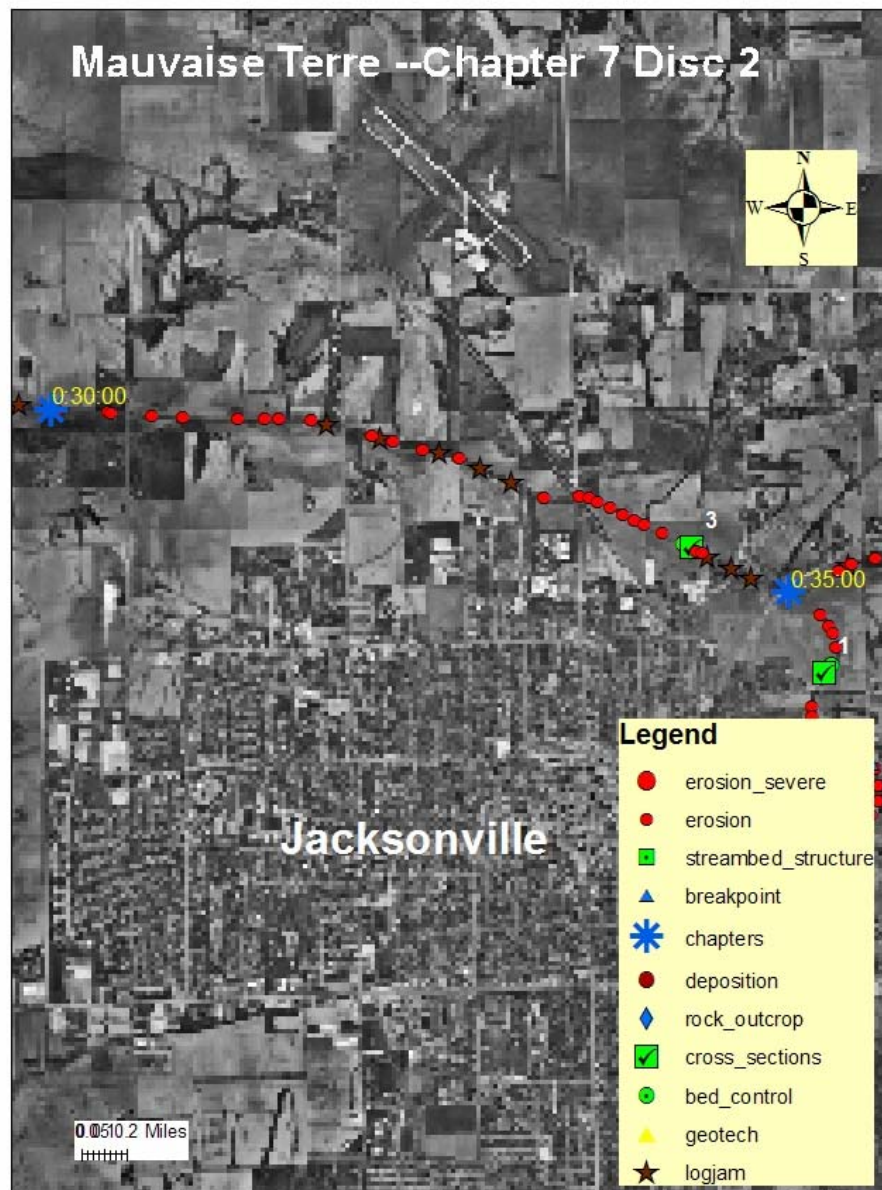 Mauvaise Terre --Chapter 7 Disc 2
N
W E
S
0:30:00
3
0:35:00
1
Jacksonville
Legend
erosion_severe
erosion
streambed_structure
breakpoint
chapters
deposition
rock_outcrop
cross_sections
bed_control
geotech
logjam
Miles